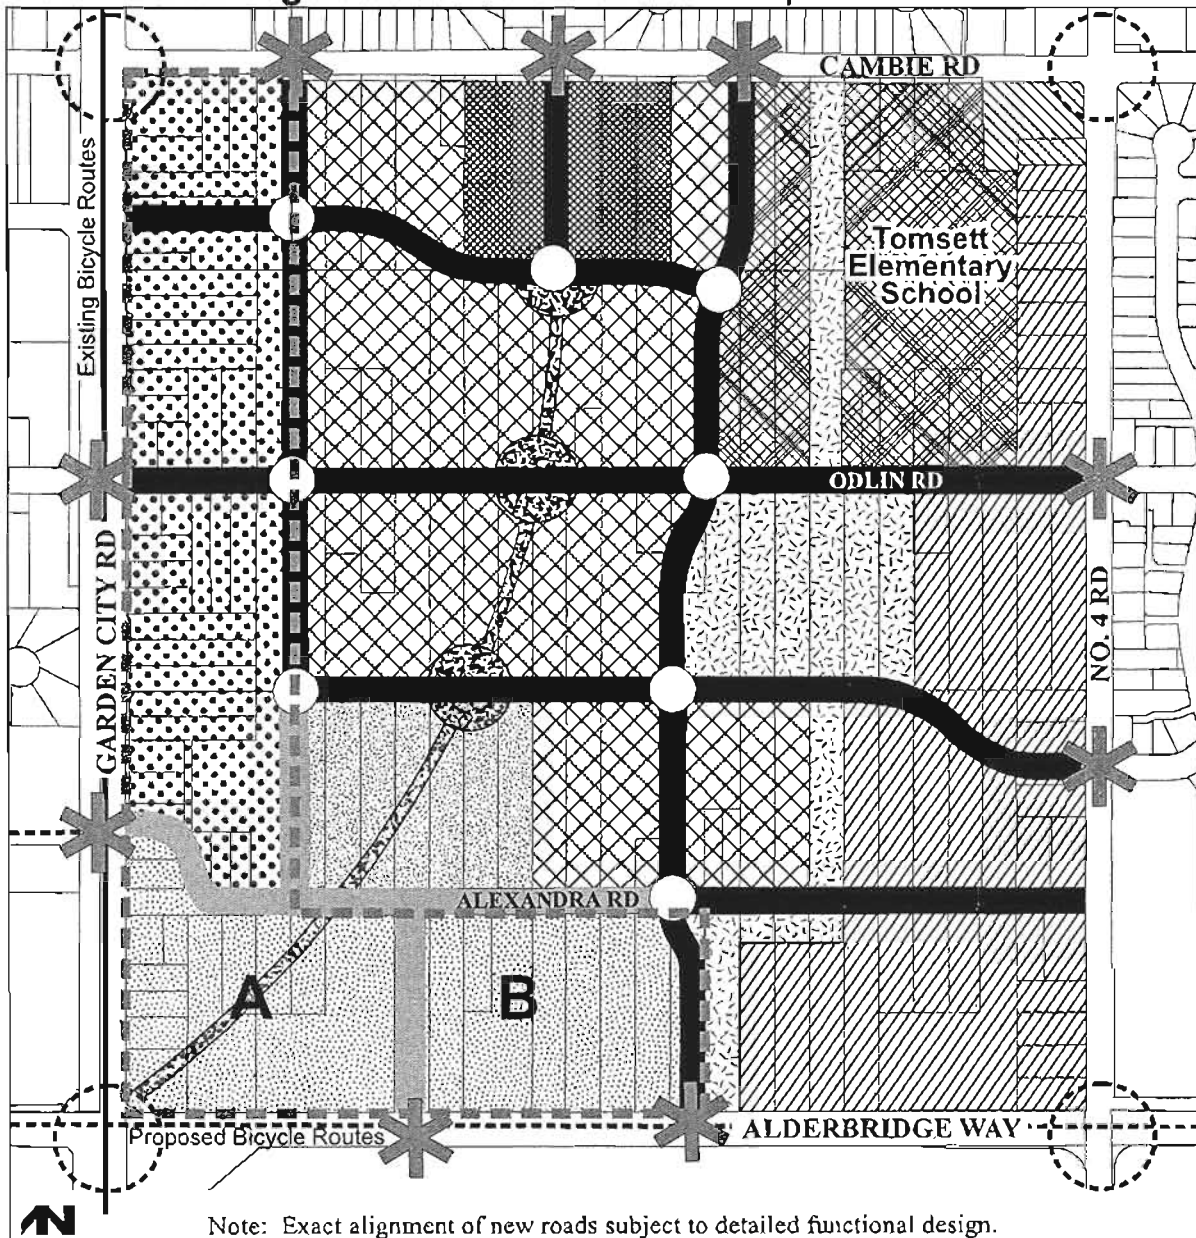 CAMBIE RD
Existing Bicycle Routes
Tomsett
Elementary
School
ODLIN RD
GARDEN CITY RD
NO. 4 RD
ALEXANDRA RD
A
B
Proposed Bicycle Routes
ALDERBRIDGE WAY
N
Note: Exact alignment of new roads subject to detailed functional design.